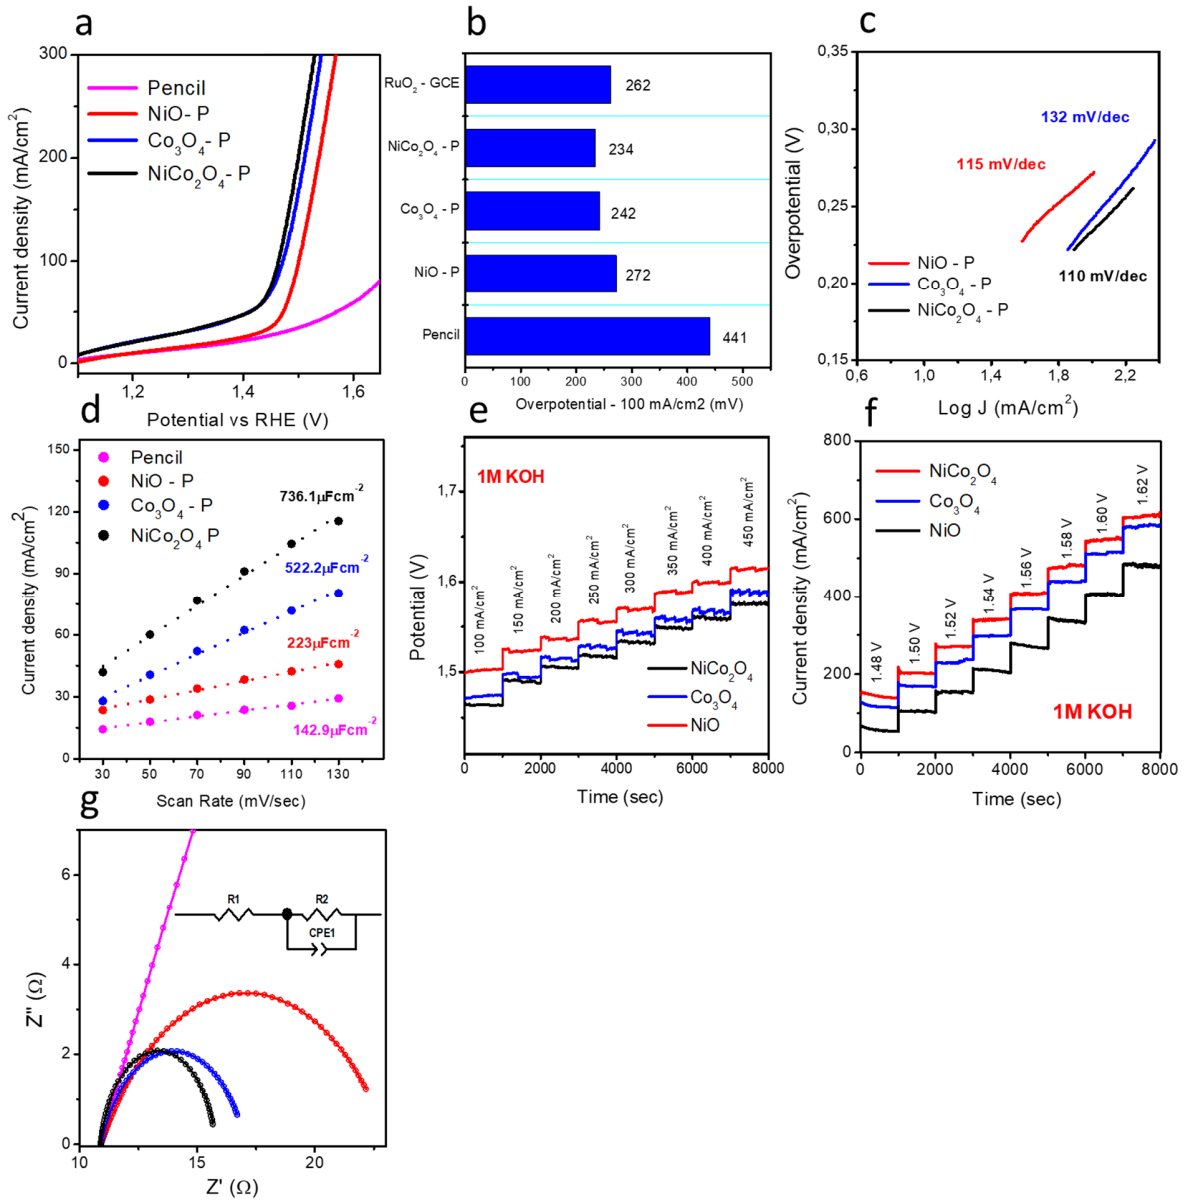 a
300
200
100
0
1,2
1,4
1,6
Current density (mA/cm²)
Potential vs RHE (V)
Pencil
NiO- P
Co₃O₄- P
NiCo₂O₄- P
b
RuO₂ - GCE
262
NiCo₂O₄ - P
234
Co₃O₄ - P
242
NiO - P
272
Pencil
441
0 100 200 300 400 500
Overpotential - 100 mA/cm2 (mV)
c
0,35
0,30
0,25
0,20
0,15
0,6 1,0 1,4 1,8 2,2
Overpotential (V)
Log J (mA/cm²)
132 mV/dec
115 mV/dec
110 mV/dec
NiO - P
Co₃O₄ - P
NiCo₂O₄ - P
d
150
120
90
60
30
0
30 50 70 90 110 130
Current density (mA/cm²)
Scan Rate (mV/sec)
Pencil
NiO - P
Co₃O₄ - P
NiCo₂O₄ P
736.1µFcm⁻²
522.2µFcm⁻²
223µFcm⁻²
142.9µFcm⁻²
e
1M KOH
1,7
1,6
1,5
0 2000 4000 6000 8000
Potential (V)
Time (sec)
100 mA/cm²
150 mA/cm²
200 mA/cm²
250 mA/cm²
300 mA/cm²
350 mA/cm²
400 mA/cm²
450 mA/cm²
NiCo₂O₄
Co₃O₄
NiO
f
800
600
400
200
0
0 2000 4000 6000 8000
Current density (mA/cm²)
Time (sec)
NiCo₂O₄
Co₃O₄
NiO
1.48 V
1.50 V
1.52 V
1.54 V
1.56 V
1.58 V
1.60 V
1.62 V
1M KOH
g
6
4
2
0
10 15 20
Z" (Ω)
Z' (Ω)
R1
R2
CPE1